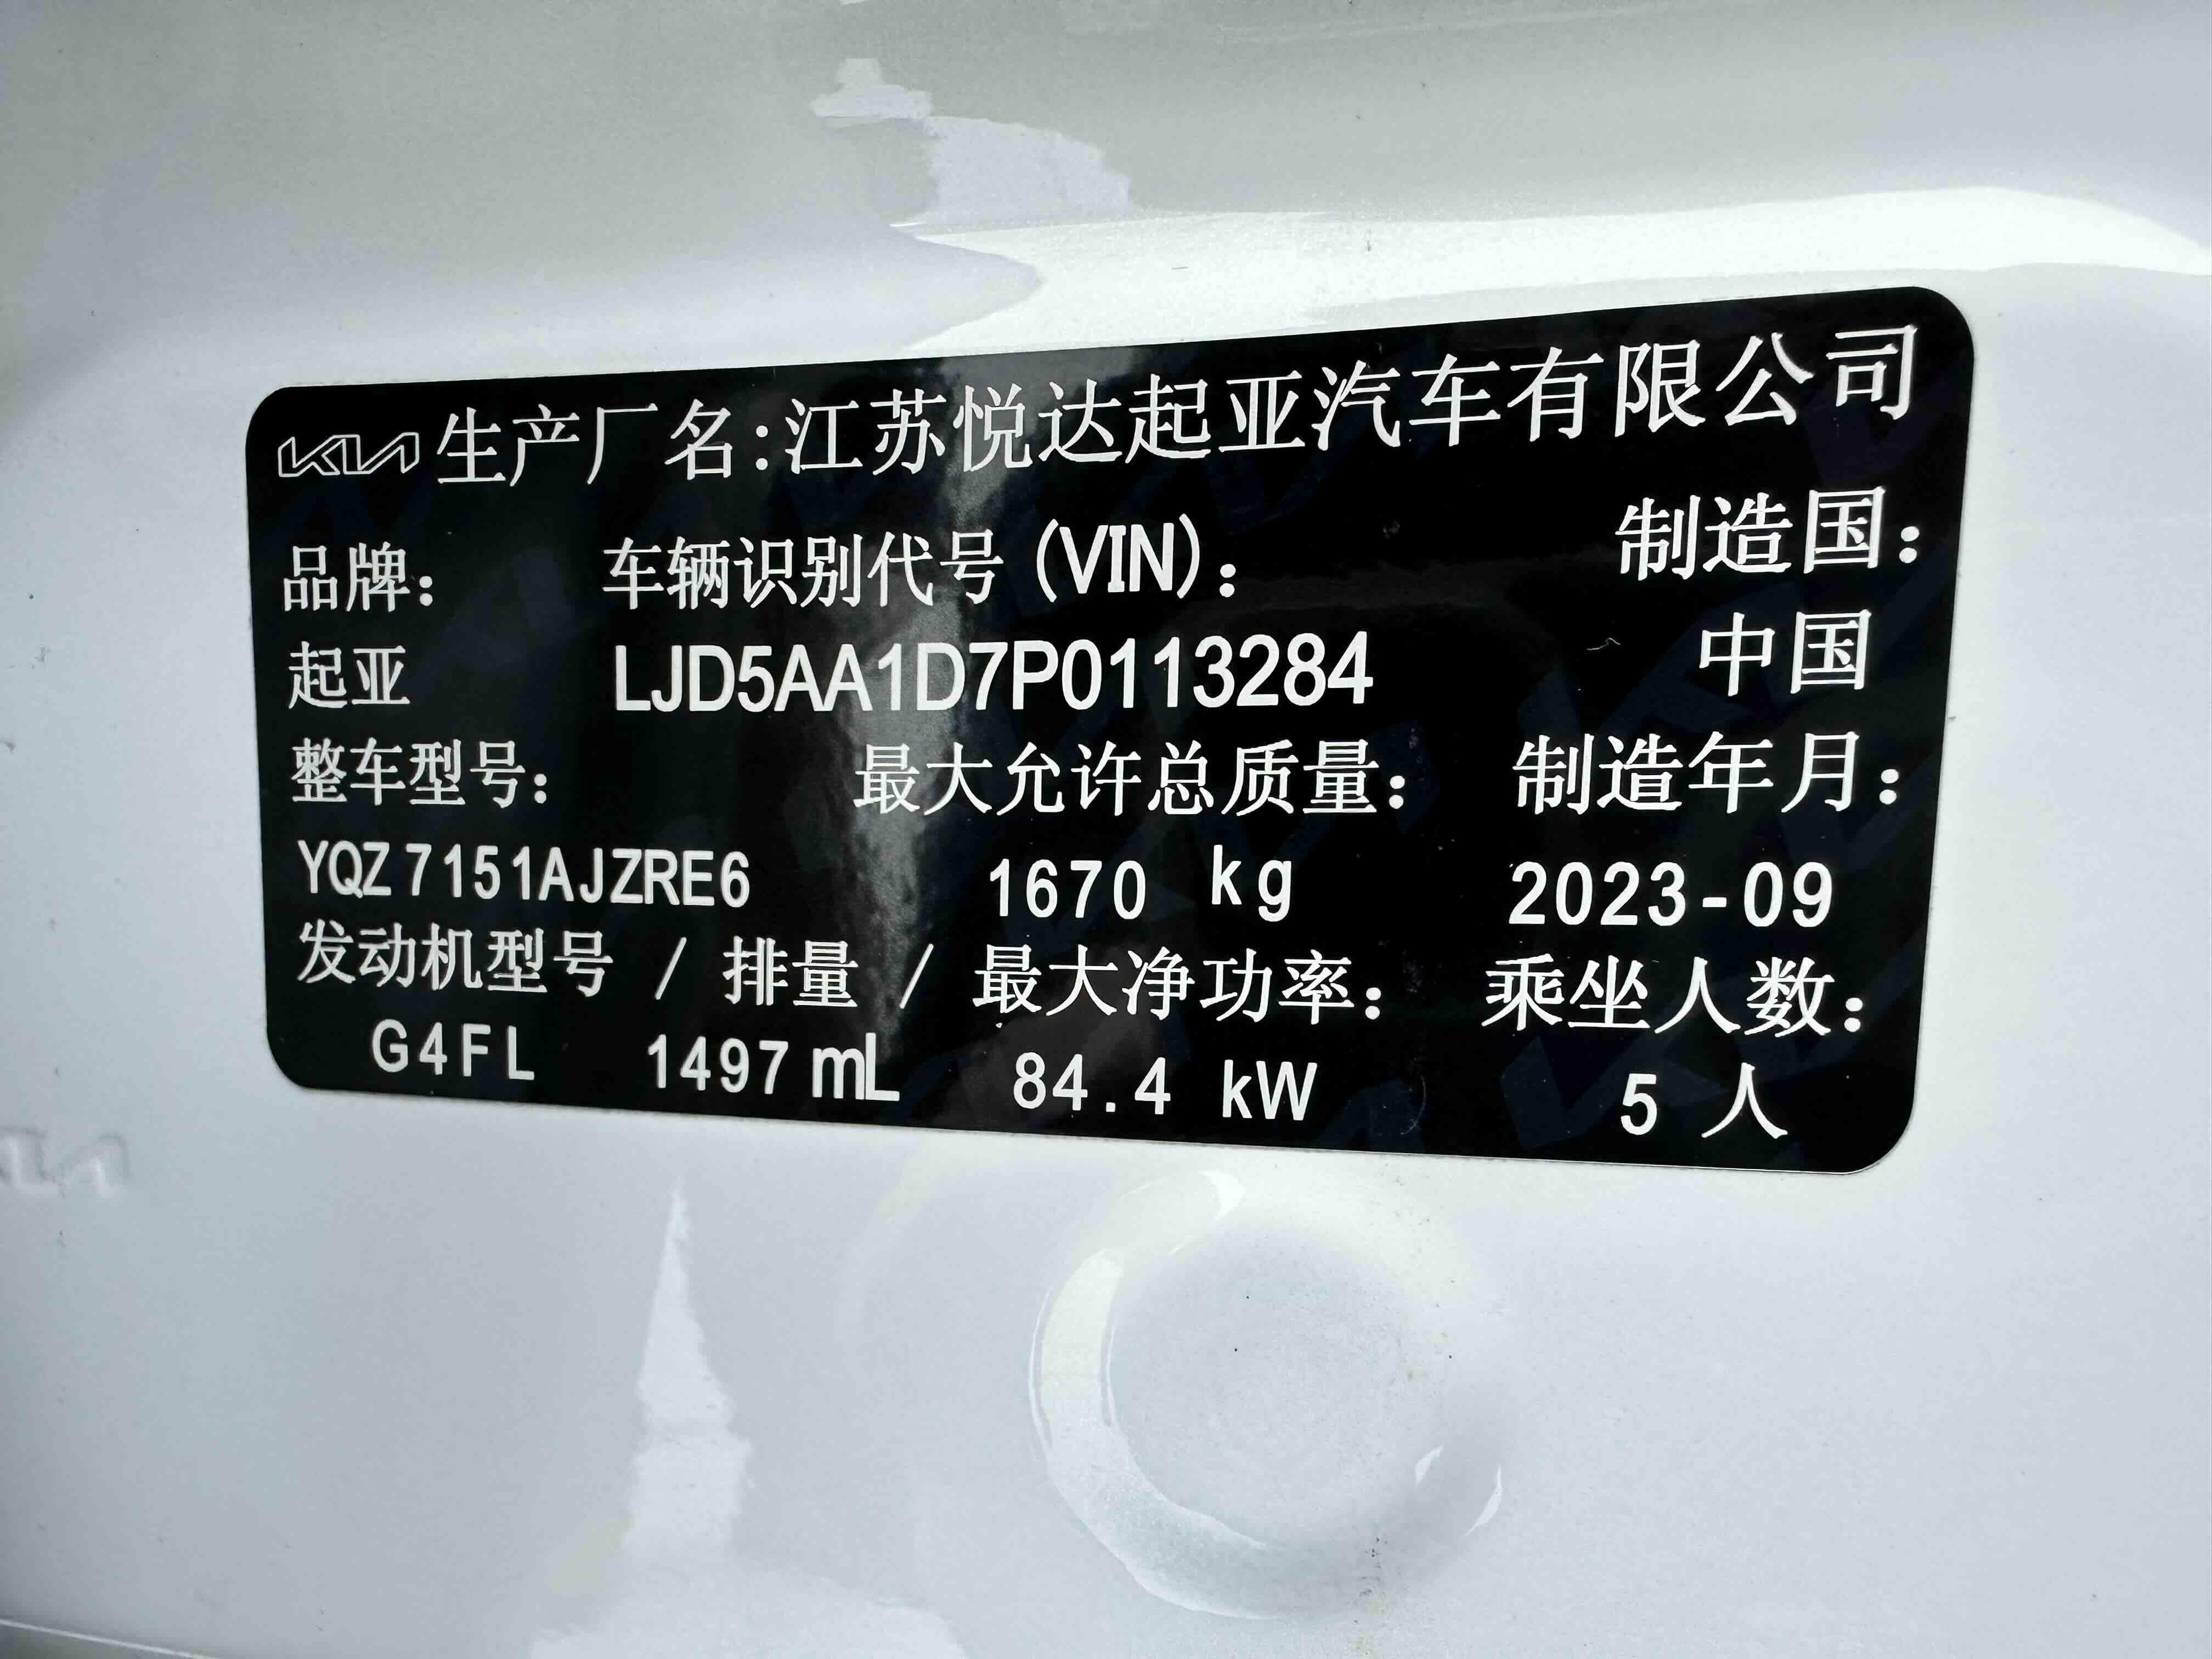 KIA 生产厂名:江苏悦达起亚汽车有限公司
品牌: 车辆识别代号 (VIN): 制造国:
起亚 LJD5AA1D7P0113284 中国
整车型号: 最大允许总质量: 制造年月:
YQZ7151AJZRE6 1670 kg 2023-09
发动机型号 / 排量 / 最大净功率: 乘坐人数:
G4FL 1497 mL 84.4 kW 5 人